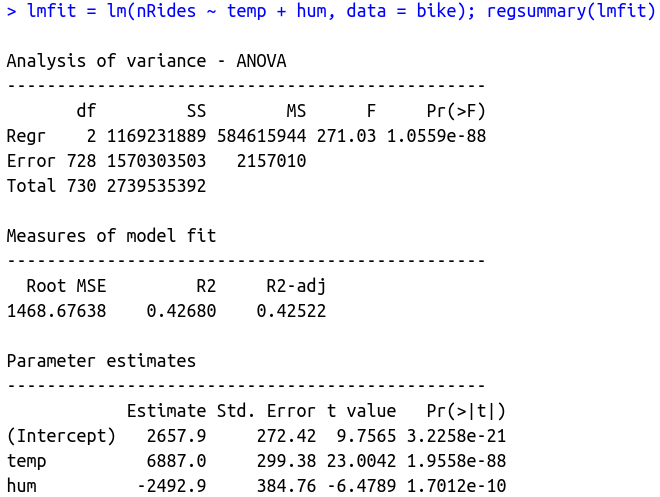 > lmfit = lm(nRides ~ temp + hum, data = bike); regsummary(lmfit)
Analysis of variance - ANOVA
------------------------------------------------
df SS MS F Pr(>F)
Regr 2 1169231889 584615944 271.03 1.0559e-88
Error 728 1570303503 2157010
Total 730 2739535392
Measures of model fit
------------------------------------------------
Root MSE R2 R2-adj
1468.67638 0.42680 0.42522
Parameter estimates
------------------------------------------------
Estimate Std. Error t value Pr(>|t|)
(Intercept) 2657.9 272.42 9.7565 3.2258e-21
temp 6887.0 299.38 23.0042 1.9558e-88
hum -2492.9 384.76 -6.4789 1.7012e-10